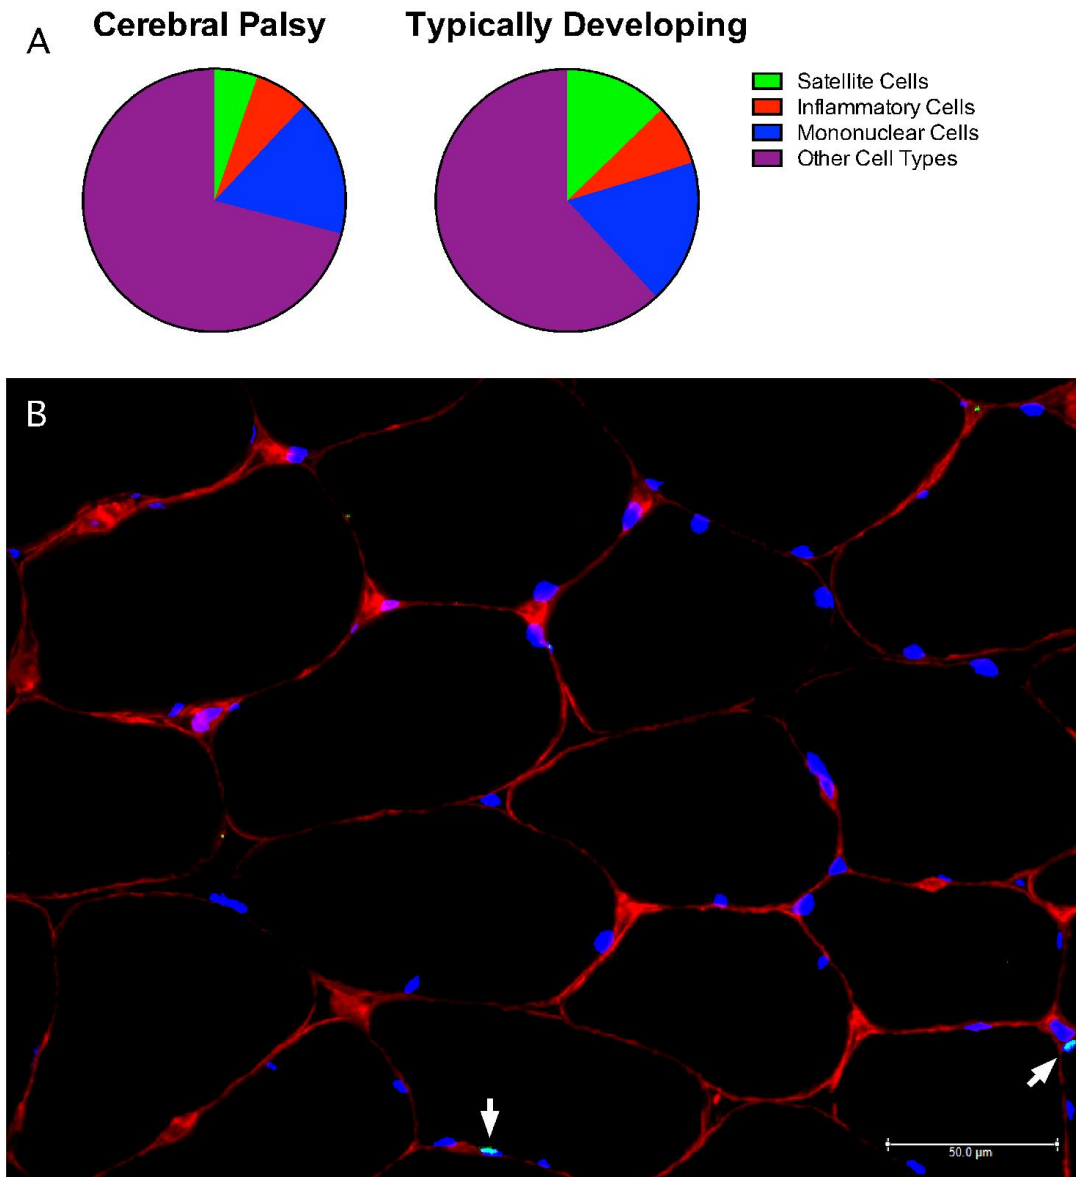 A
Cerebral Palsy
Typically Developing
Satellite Cells
Inflammatory Cells
Mononuclear Cells
Other Cell Types
B
50.0 µm